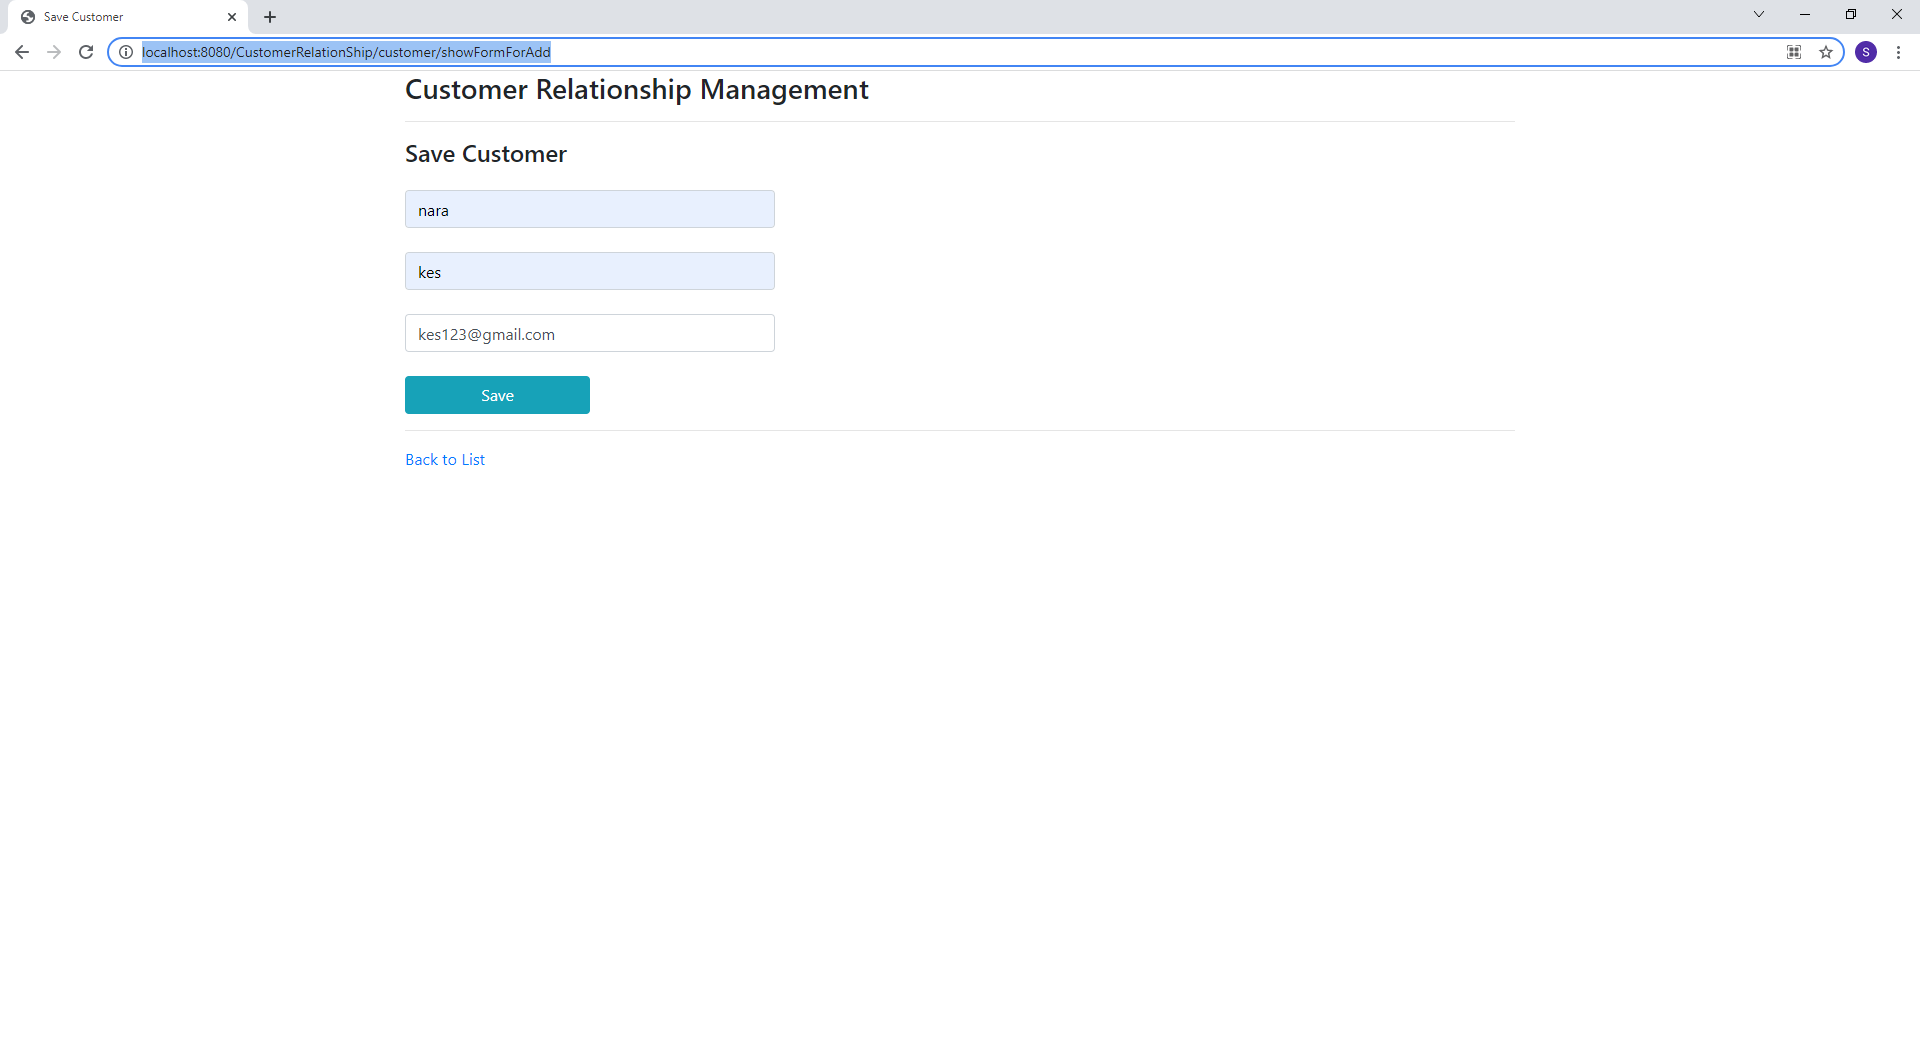 Save Customer
localhost:8080/CustomerRelationShip/customer/showFormForAdd
S
Customer Relationship Management
Save Customer
nara
kes
kes123@gmail.com
Save
Back to List